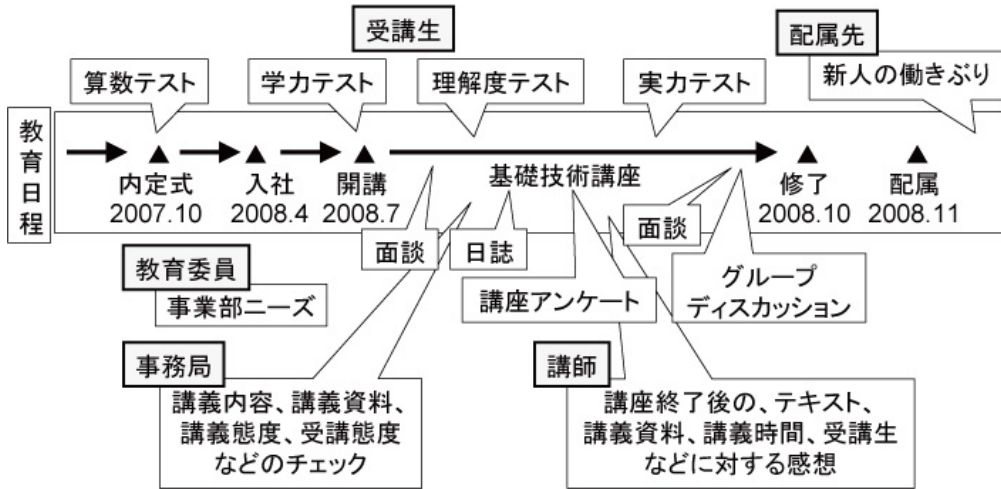 受講生
配属先
算数テスト
学力テスト
理解度テスト
実力テスト
新人の働きぶり
教育日程
内定式
2007.10
入社
2008.4
開講
2008.7
基礎技術講座
修了
2008.10
配属
2008.11
面談
日誌
講座アンケート
面談
グループ
ディスカッション
教育委員
事業部ニーズ
事務局
講義内容、講義資料、
講義態度、受講態度
などのチェック
講師
講座終了後の、テキスト、
講義資料、講義時間、受講生
などに対する感想